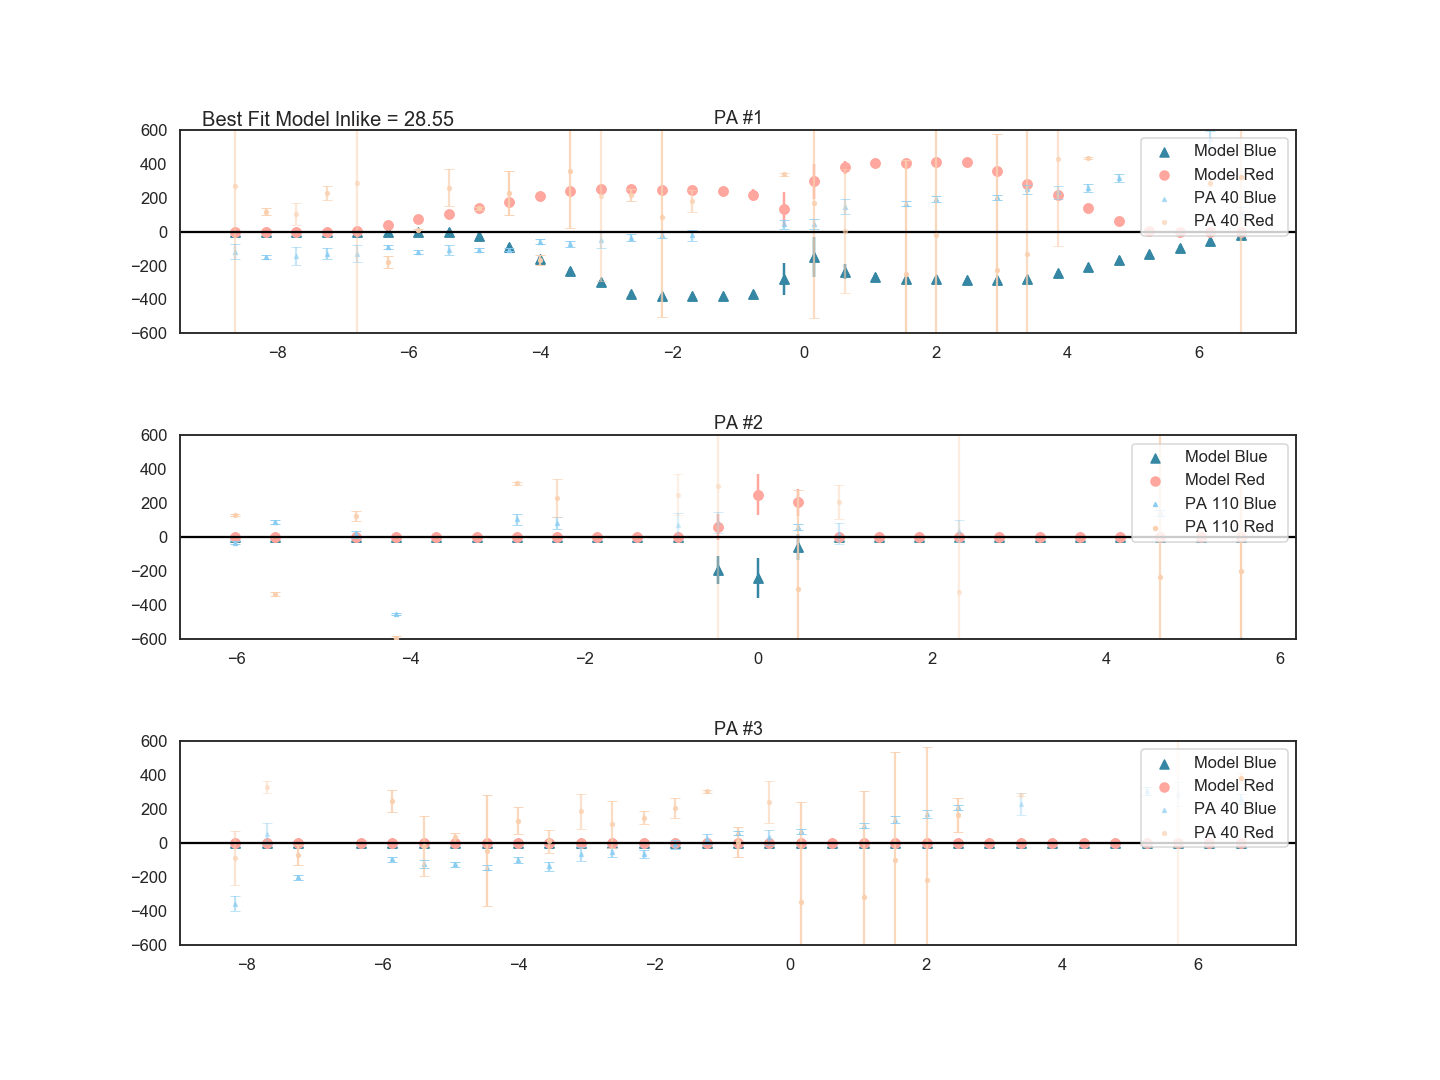 Best Fit Model lnlike = 28.55
PA #1
600
400
200
0
−200
−400
−600
Model Blue
Model Red
PA 40 Blue
PA 40 Red
−8 −6 −4 −2 0 2 4 6
PA #2
600
400
200
0
−200
−400
−600
Model Blue
Model Red
PA 110 Blue
PA 110 Red
−6 −4 −2 0 2 4 6
PA #3
600
400
200
0
−200
−400
−600
Model Blue
Model Red
PA 40 Blue
PA 40 Red
−8 −6 −4 −2 0 2 4 6